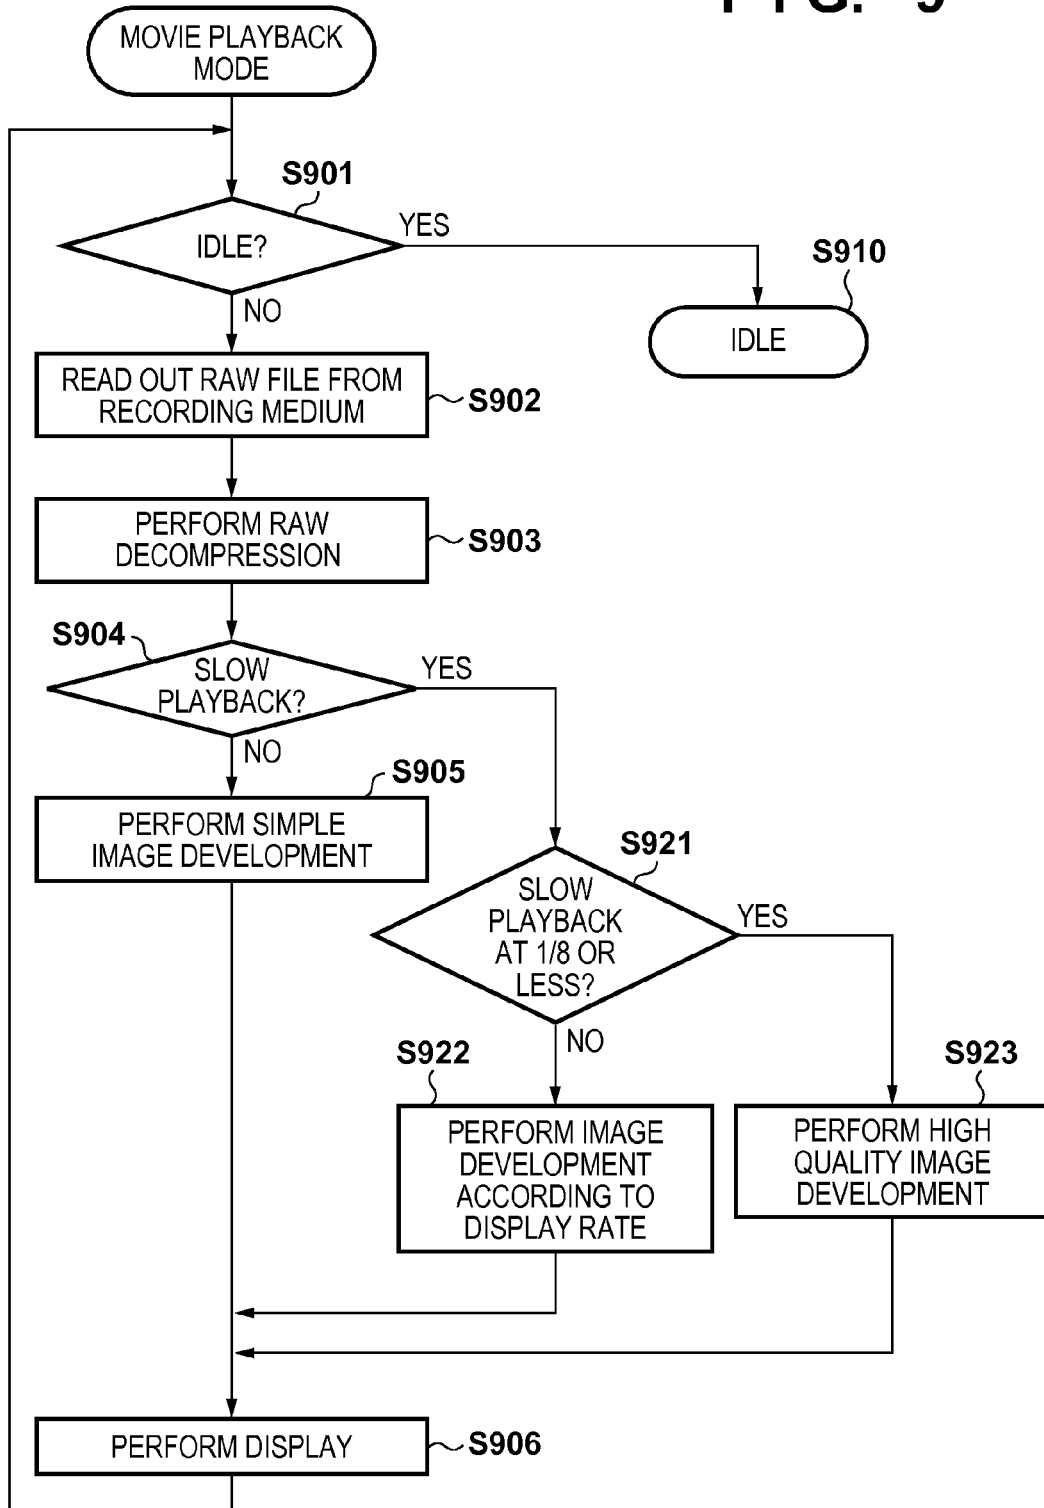 FIG. 9
MOVIE PLAYBACK
MODE
S901
IDLE?
YES
NO
S910
IDLE
READ OUT RAW FILE FROM
RECORDING MEDIUM
S902
PERFORM RAW
DECOMPRESSION
S903
S904
SLOW
PLAYBACK?
YES
NO
S905
PERFORM SIMPLE
IMAGE DEVELOPMENT
S921
SLOW
PLAYBACK
AT 1/8 OR
LESS?
YES
NO
S922
PERFORM IMAGE
DEVELOPMENT
ACCORDING TO
DISPLAY RATE
S923
PERFORM HIGH
QUALITY IMAGE
DEVELOPMENT
PERFORM DISPLAY
S906